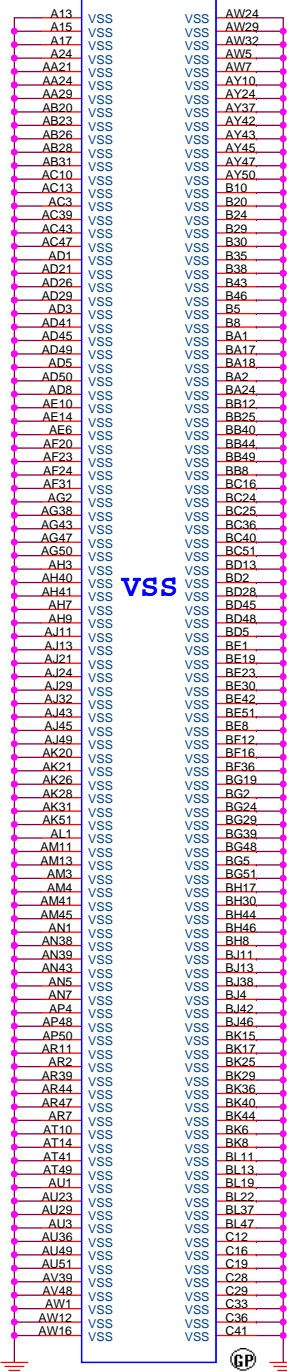 A13 VSS VSS AW24
A15 VSS VSS AW29
A17 VSS VSS AW32
A24 VSS VSS AW5
AA21 VSS VSS AW7
AA24 VSS VSS AY10
AA29 VSS VSS AY24
AB20 VSS VSS AY37
AB23 VSS VSS AY42
AB26 VSS VSS AY43
AB28 VSS VSS AY45
AB31 VSS VSS AY47
AC10 VSS VSS AY50
AC13 VSS VSS B10
AC3 VSS VSS B20
AC39 VSS VSS B24
AC43 VSS VSS B29
AC47 VSS VSS B30
AD1 VSS VSS B35
AD21 VSS VSS B38
AD26 VSS VSS B43
AD29 VSS VSS B46
AD3 VSS VSS B5
AD41 VSS VSS B8
AD45 VSS VSS BA1
AD49 VSS VSS BA17
AD5 VSS VSS BA18
AD50 VSS VSS BA2
AD8 VSS VSS BA24
AE10 VSS VSS BB12
AE14 VSS VSS BB25
AE6 VSS VSS BB40
AF20 VSS VSS BB44
AF23 VSS VSS BB49
AF24 VSS VSS BB8
AF31 VSS VSS BC16
AG2 VSS VSS BC24
AG38 VSS VSS BC25
AG43 VSS VSS BC36
AG47 VSS VSS BC40
AG50 VSS VSS BC51
AH3 VSS VSS BD13
AH40 VSS VSS BD2
VSS
AH41 VSS VSS BD28
AH7 VSS VSS BD45
AH9 VSS VSS BD48
AJ11 VSS VSS BD5
AJ13 VSS VSS BE1
AJ21 VSS VSS BE19
AJ24 VSS VSS BE23
AJ29 VSS VSS BE30
AJ32 VSS VSS BE42
AJ43 VSS VSS BE51
AJ45 VSS VSS BE8
AJ49 VSS VSS BF12
AK20 VSS VSS BF16
AK21 VSS VSS BF36
AK26 VSS VSS BG19
AK28 VSS VSS BG2
AK31 VSS VSS BG24
AK51 VSS VSS BG29
AL1 VSS VSS BG39
AM11 VSS VSS BG48
AM13 VSS VSS BG5
AM3 VSS VSS BG51
AM4 VSS VSS BH17
AM41 VSS VSS BH30
AM45 VSS VSS BH44
AN1 VSS VSS BH46
AN38 VSS VSS BH8
AN39 VSS VSS BJ11
AN43 VSS VSS BJ13
AN5 VSS VSS BJ38
AN7 VSS VSS BJ4
AP4 VSS VSS BJ42
AP48 VSS VSS BJ46
AP50 VSS VSS BK15
AR11 VSS VSS BK17
AR2 VSS VSS BK25
AR39 VSS VSS BK29
AR44 VSS VSS BK36
AR47 VSS VSS BK40
AR7 VSS VSS BK44
AT10 VSS VSS BK6
AT14 VSS VSS BK8
AT41 VSS VSS BL11
AT49 VSS VSS BL13
AU1 VSS VSS BL19
AU23 VSS VSS BL22
AU29 VSS VSS BL37
AU3 VSS VSS BL47
AU36 VSS VSS C12
AU49 VSS VSS C16
AU51 VSS VSS C19
AV39 VSS VSS C28
AV48 VSS VSS C29
AW1 VSS VSS C33
AW12 VSS VSS C36
AW16 VSS VSS C41
GP